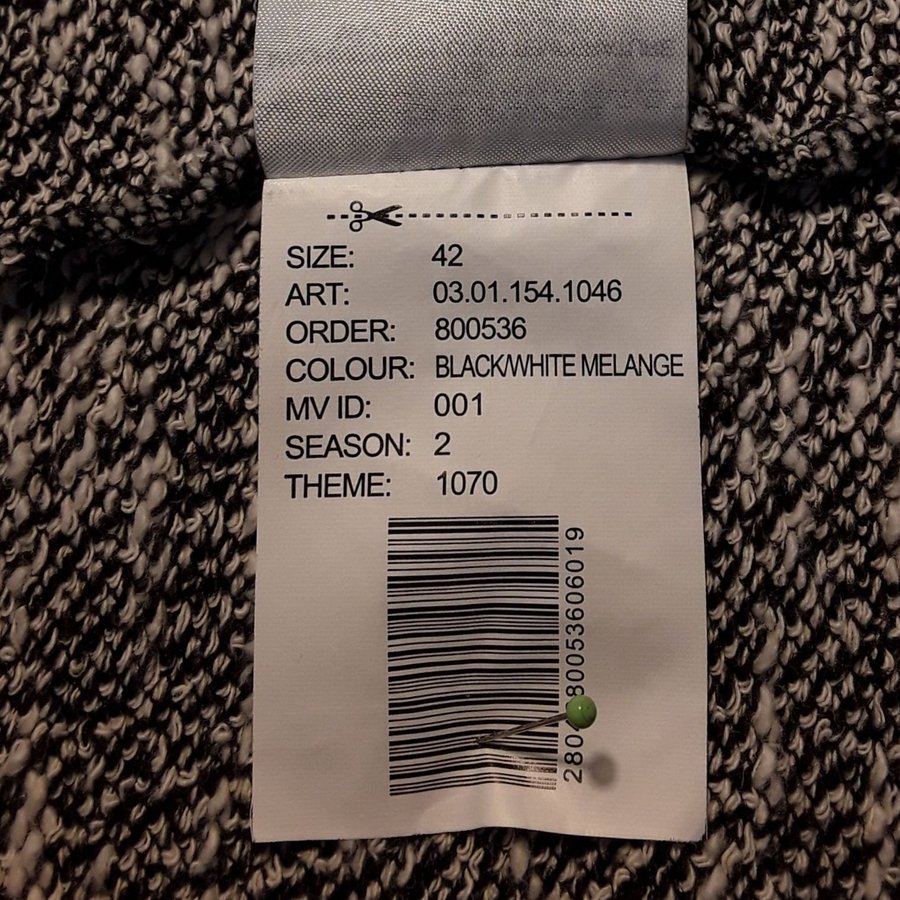 SIZE: 42
ART: 03.01.154.1046
ORDER: 800536
COLOUR: BLACK/WHITE MELANGE
MV ID: 001
SEASON: 2
THEME: 1070